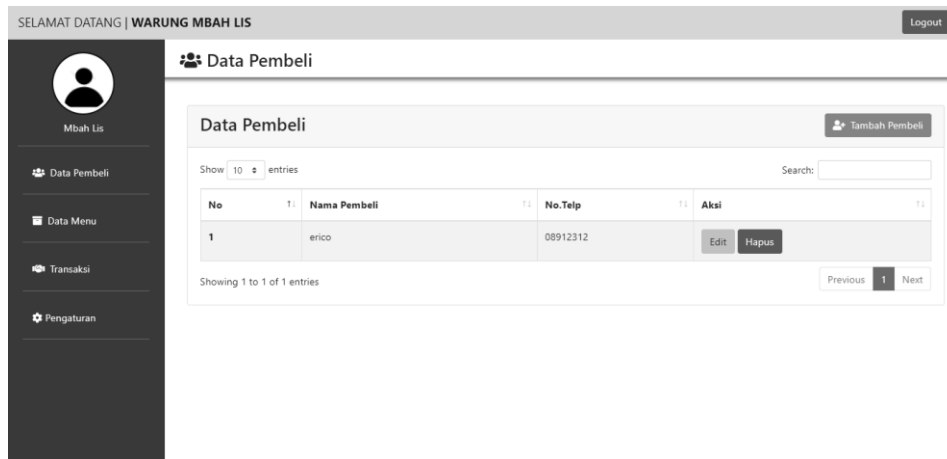 SELAMAT DATANG | WARUNG MBAH LIS
Logout
Mbah Lis
Data Pembeli
Data Menu
Transaksi
Pengaturan
Data Pembeli
Data Pembeli
Tambah Pembeli
Show 10 entries
Search:
No Nama Pembeli No.Telp Aksi
1 erico 08912312 Edit Hapus
Showing 1 to 1 of 1 entries
Previous 1 Next